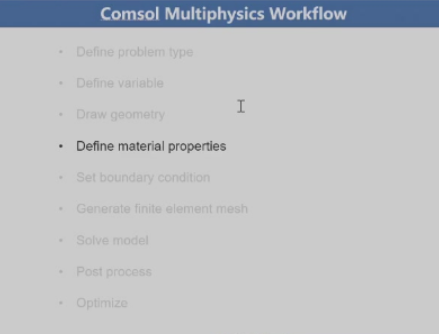 Comsol Multiphysics Workflow
• Define problem type
• Define variable
• Draw geometry
• Define material properties
• Set boundary condition
• Generate finite element mesh
• Solve model
• Post process
• Optimize